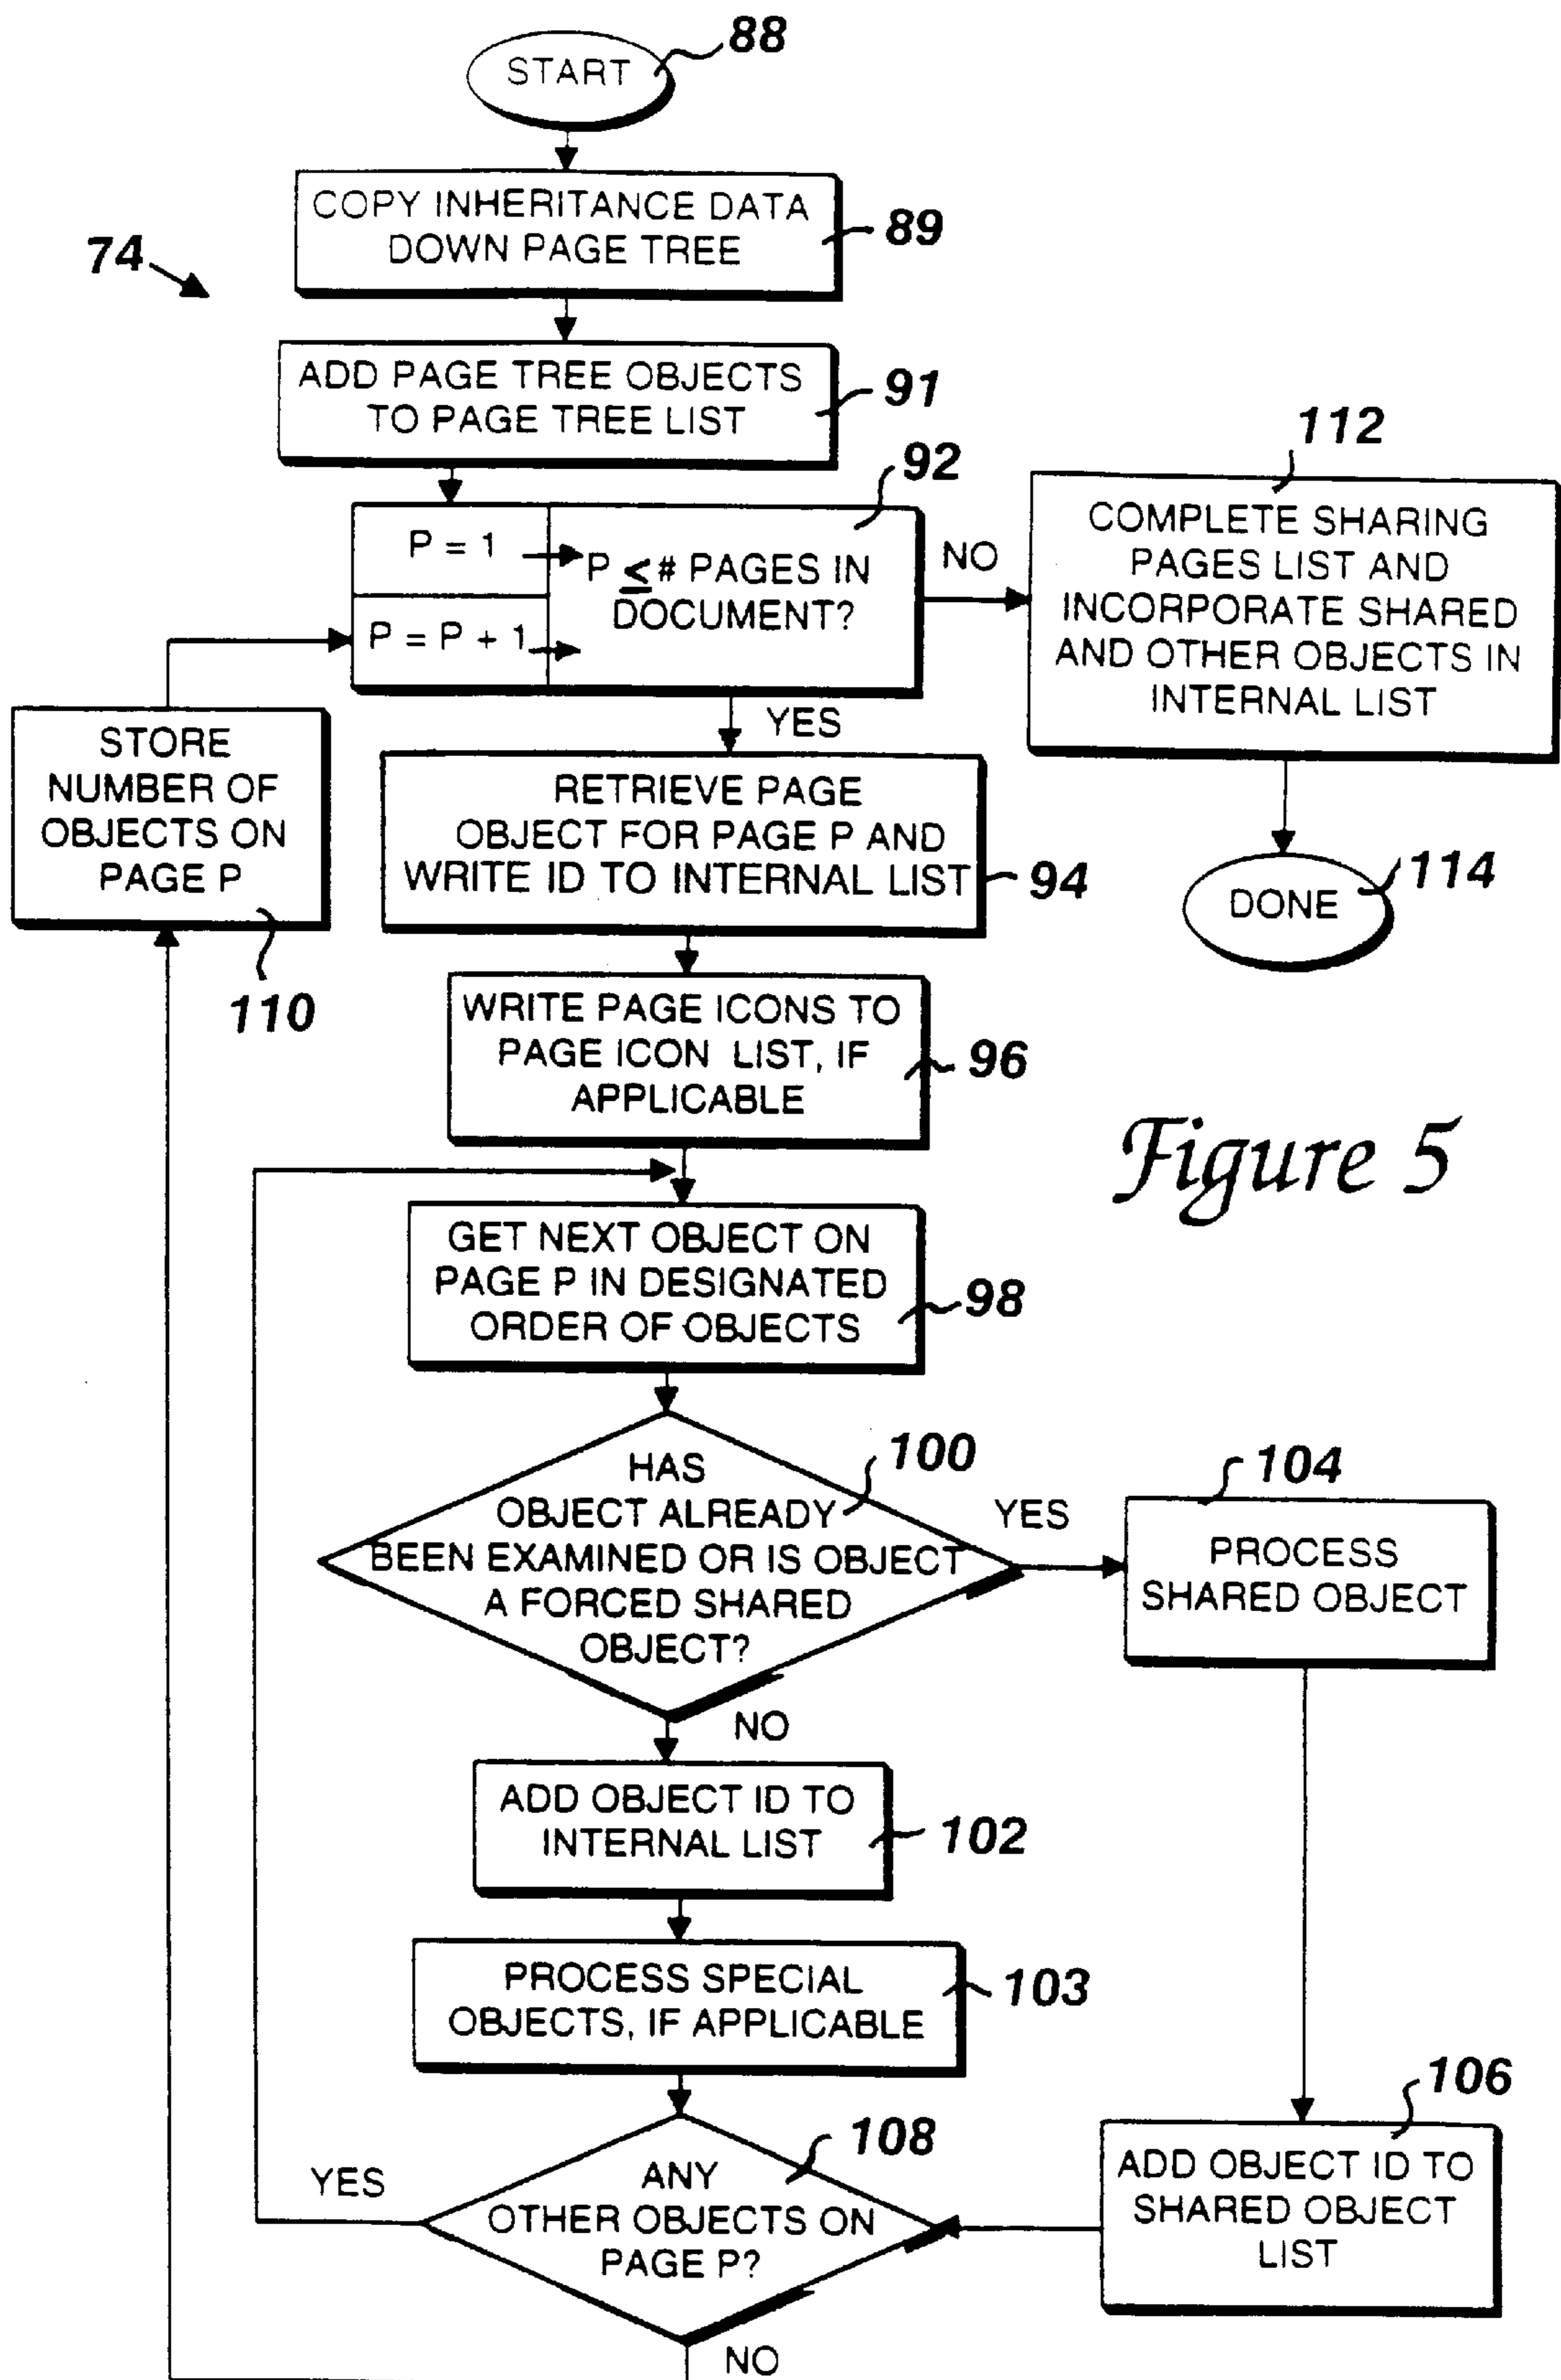 START
88
COPY INHERITANCE DATA
DOWN PAGE TREE
89
74
ADD PAGE TREE OBJECTS
TO PAGE TREE LIST
91
92
P = 1
P = P + 1
P ≤ # PAGES IN
DOCUMENT?
NO
YES
112
COMPLETE SHARING
PAGES LIST AND
INCORPORATE SHARED
AND OTHER OBJECTS IN
INTERNAL LIST
DONE
114
STORE
NUMBER OF
OBJECTS ON
PAGE P
110
RETRIEVE PAGE
OBJECT FOR PAGE P AND
WRITE ID TO INTERNAL LIST
94
WRITE PAGE ICONS TO
PAGE ICON LIST, IF
APPLICABLE
96
Figure 5
GET NEXT OBJECT ON
PAGE P IN DESIGNATED
ORDER OF OBJECTS
98
HAS
OBJECT ALREADY
BEEN EXAMINED OR IS OBJECT
A FORCED SHARED
OBJECT?
100
YES
NO
104
PROCESS
SHARED OBJECT
ADD OBJECT ID TO
INTERNAL LIST
102
PROCESS SPECIAL
OBJECTS, IF APPLICABLE
103
106
ADD OBJECT ID TO
SHARED OBJECT
LIST
108
ANY
OTHER OBJECTS ON
PAGE P?
YES
NO